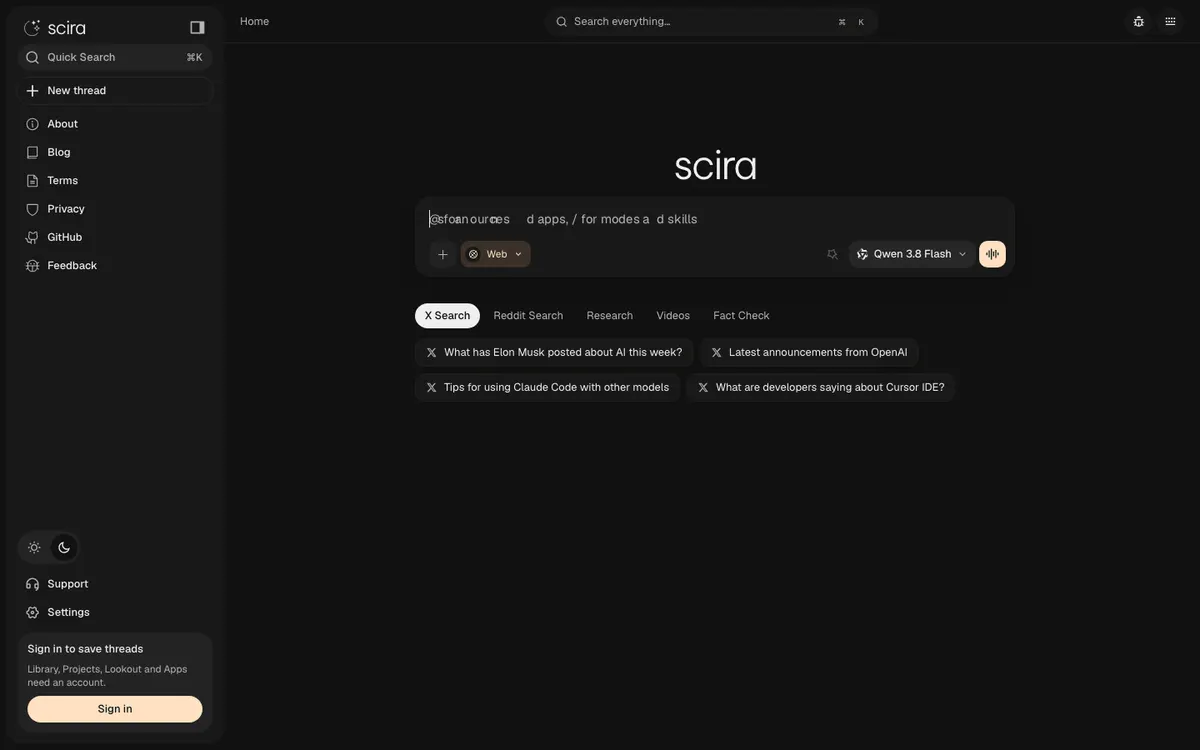 scira
Quick Search ⌘K
New thread
About
Blog
Terms
Privacy
GitHub
Feedback
Support
Settings
Sign in to save threads
Library, Projects, Lookout and Apps
need an account.
Sign in
Home
Search everything... ⌘ K
scira
d apps, / for modes a d skills
Web
Qwen 3.8 Flash
X Search Reddit Search Research Videos Fact Check
What has Elon Musk posted about AI this week? Latest announcements from OpenAI
Tips for using Claude Code with other models What are developers saying about Cursor IDE?